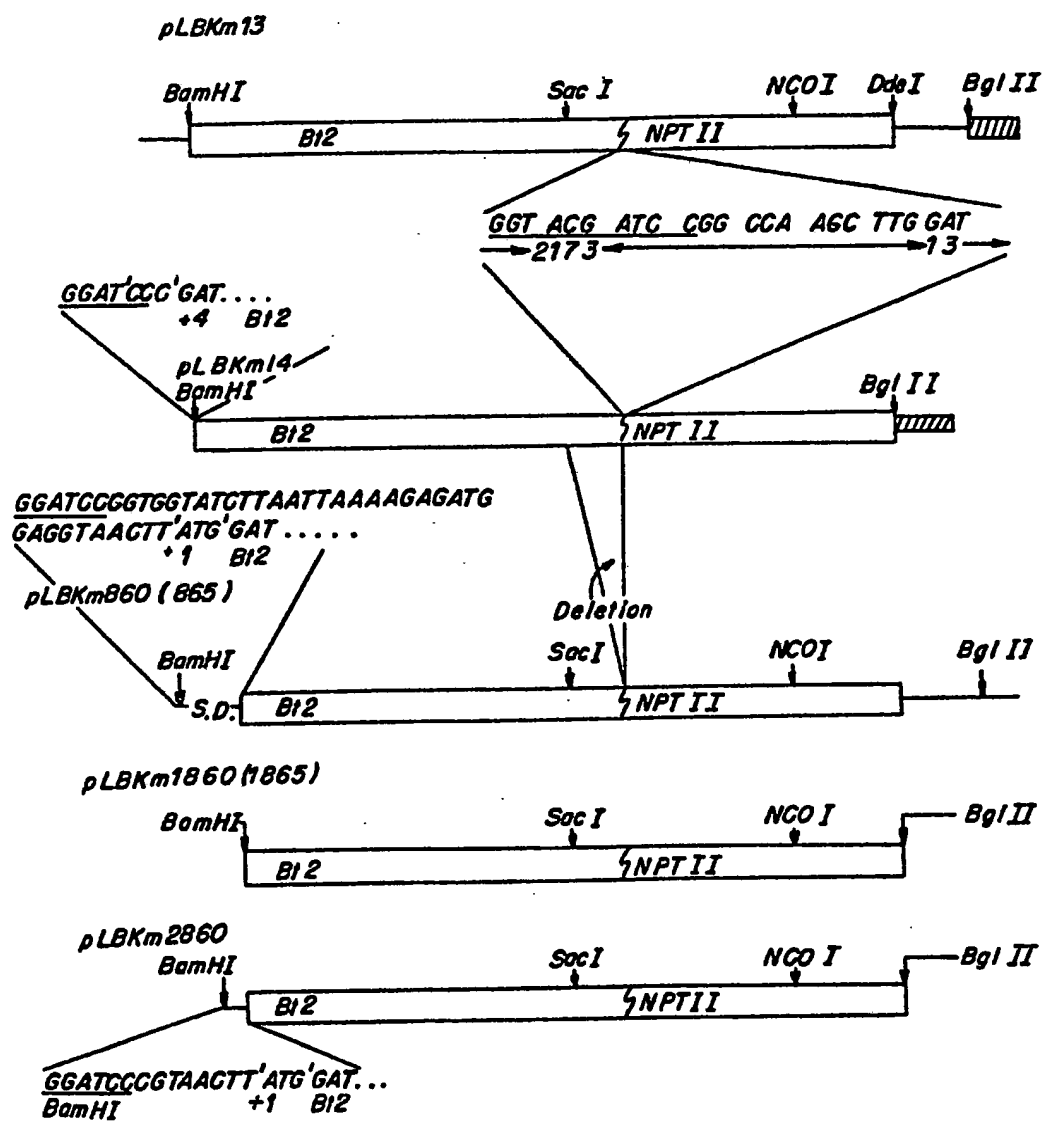 pLBKm13
BamHI Sac I NCOI DdeI Bgl II
Bt2 NPT II
GGT ACG ATC CGG CCA AGC TTG GAT
2173 13
GGAT'CCC'GAT....
+4 Bt2
pLBKm14
BamHI Bgl II
Bt2 NPT II
GGATCCCGTGGTATCTTAATTAAAAGAGATG
GAGGTAACTT'ATG'GAT.....
+1 Bt2
pLBKm860 (865)
Deletion
BamHI SacI NCOI Bgl II
S.D. Bt2 NPT II
pLBKm1860(1865)
BamHI Sac I NCO I Bgl II
Bt2 NPT II
pLBKm2860
BamHI SacI NCO I Bgl II
Bt2 NPTII
GGATCCCGTAACTT'ATG'GAT...
BamHI +1 Bt2